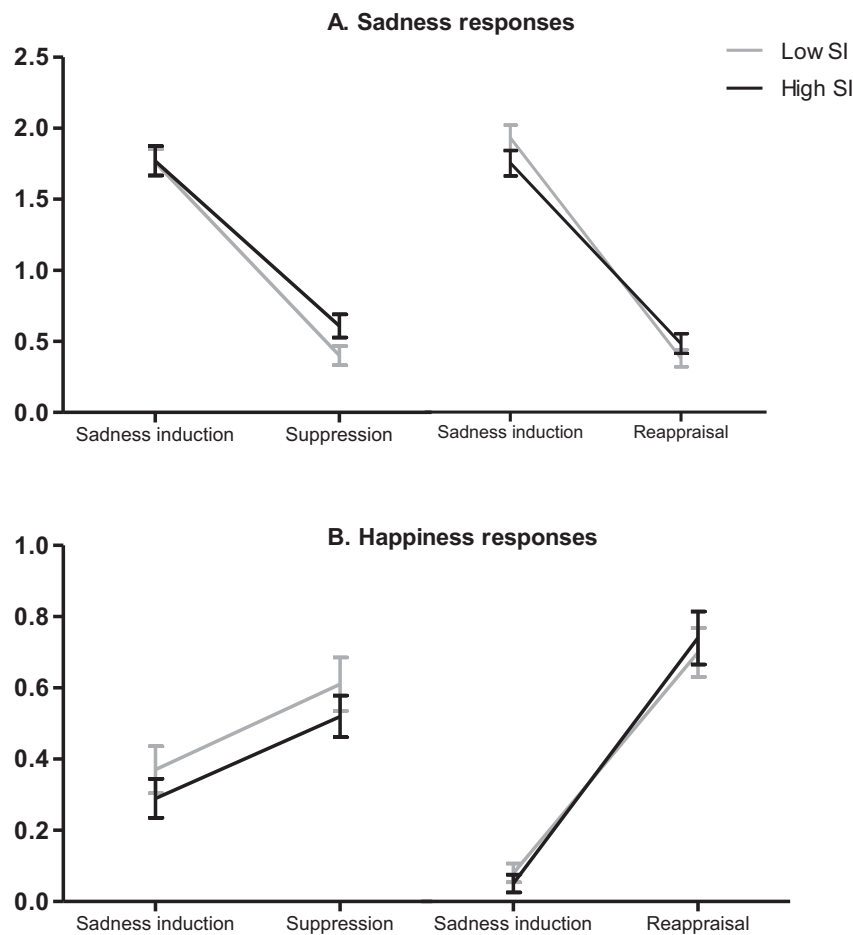 A. Sadness responses
Low SI
High SI
2.5
2.0
1.5
1.0
0.5
0.0
Sadness induction
Suppression
Sadness induction
Reappraisal
B. Happiness responses
1.0
0.8
0.6
0.4
0.2
0.0
Sadness induction
Suppression
Sadness induction
Reappraisal